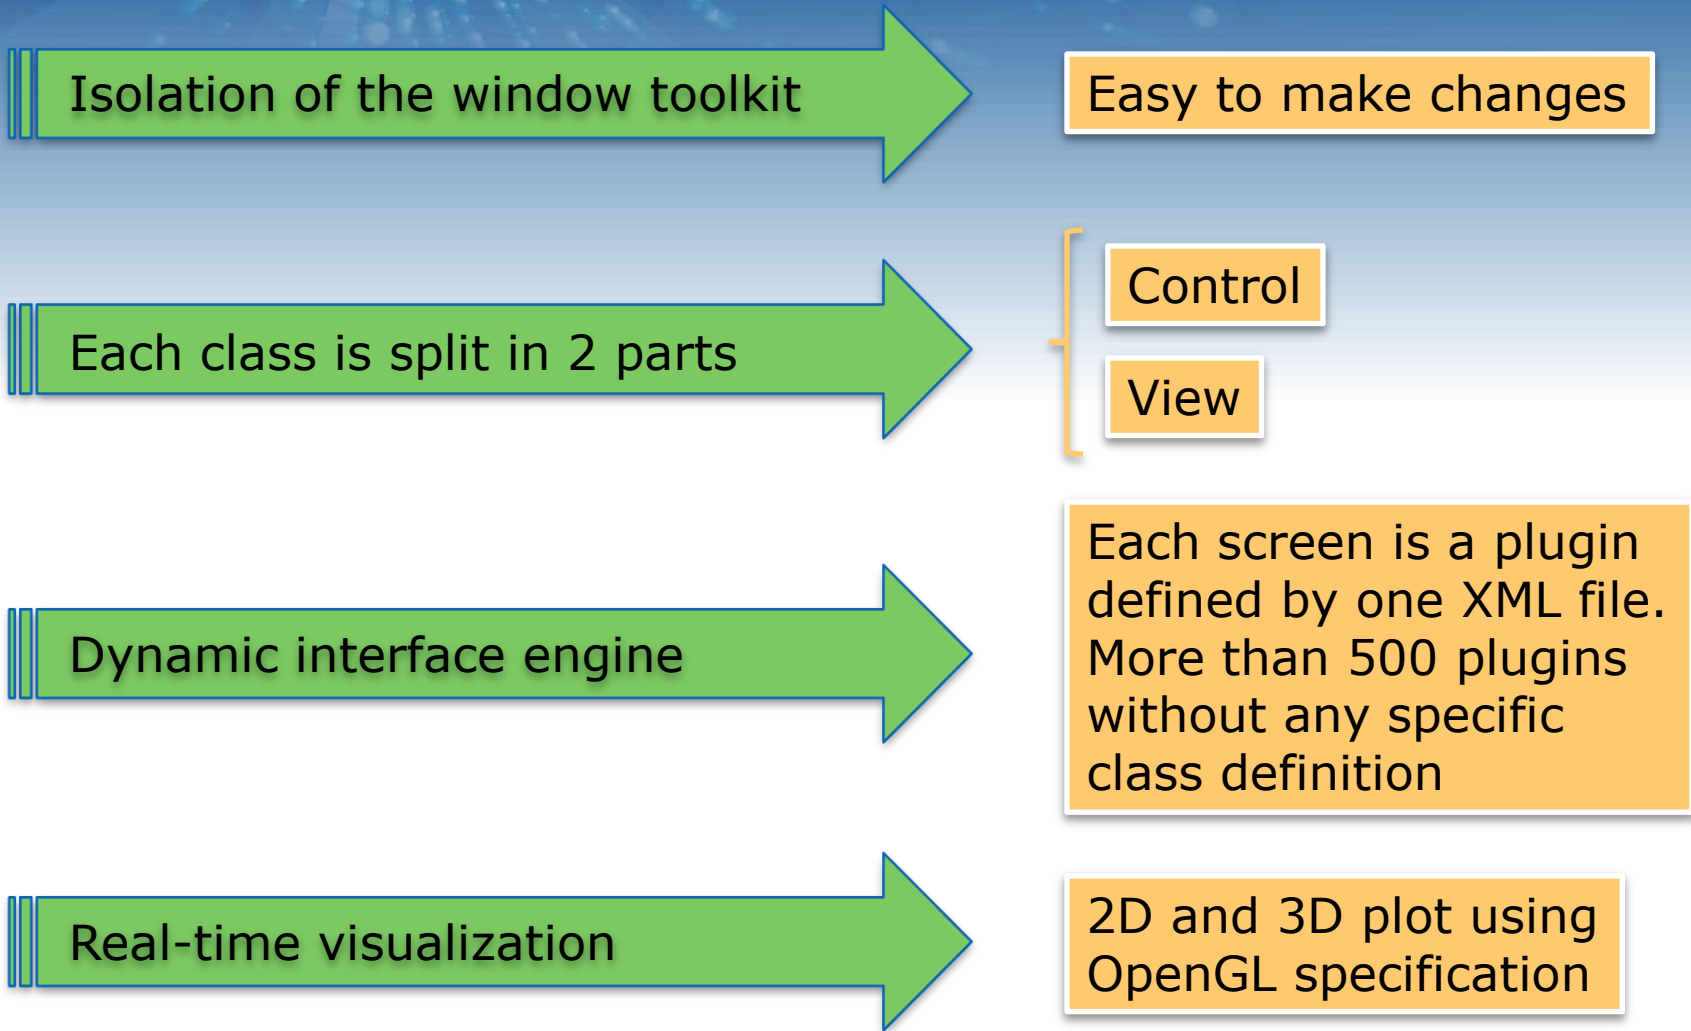 Isolation of the window toolkit
Easy to make changes
Each class is split in 2 parts
Control
View
Dynamic interface engine
Each screen is a plugin
defined by one XML file.
More than 500 plugins
without any specific
class definition
Real-time visualization
2D and 3D plot using
OpenGL specification